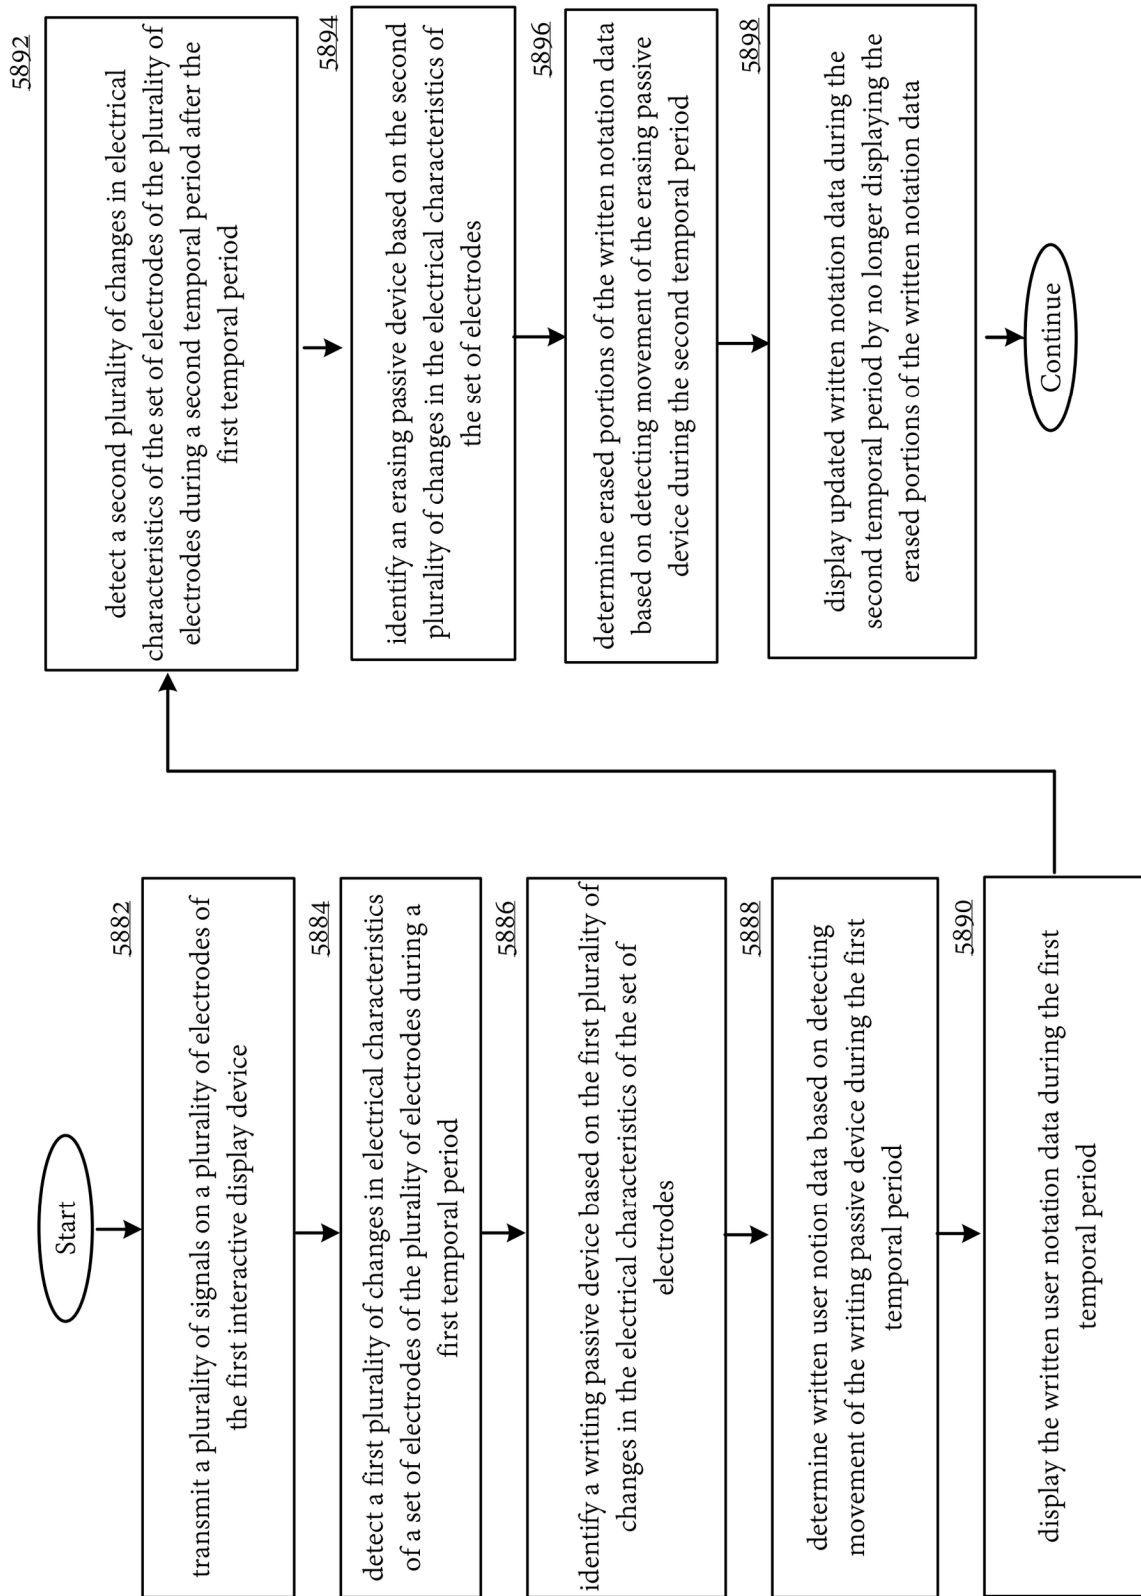 Start
5882
transmit a plurality of signals on a plurality of electrodes of
the first interactive display device
5884
detect a first plurality of changes in electrical characteristics
of a set of electrodes of the plurality of electrodes during a
first temporal period
5886
identify a writing passive device based on the first plurality of
changes in the electrical characteristics of the set of
electrodes
5888
determine written user notion data based on detecting
movement of the writing passive device during the first
temporal period
5890
display the written user notation data during the first
temporal period
5892
detect a second plurality of changes in electrical
characteristics of the set of electrodes of the plurality of
electrodes during a second temporal period after the
first temporal period
5894
identify an erasing passive device based on the second
plurality of changes in the electrical characteristics of
the set of electrodes
5896
determine erased portions of the written notation data
based on detecting movement of the erasing passive
device during the second temporal period
5898
display updated written notation data during the
second temporal period by no longer displaying the
erased portions of the written notation data
Continue